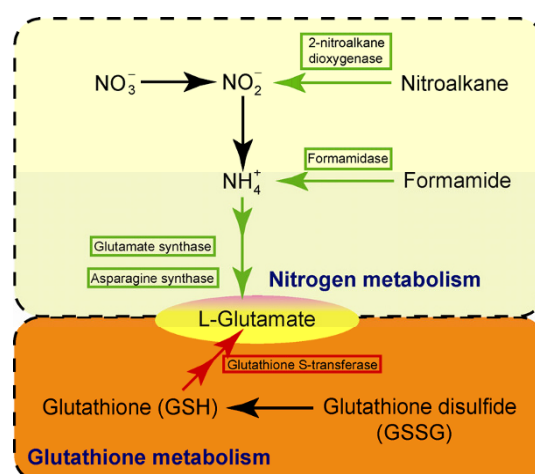 2-nitroalkane
dioxygenase
NO₃⁻ NO₂⁻ Nitroalkane
Formamidase
NH₄⁺ Formamide
Glutamate synthase
Asparagine synthase
Nitrogen metabolism
L-Glutamate
Glutathione S-transferase
Glutathione (GSH) Glutathione disulfide
(GSSG)
Glutathione metabolism